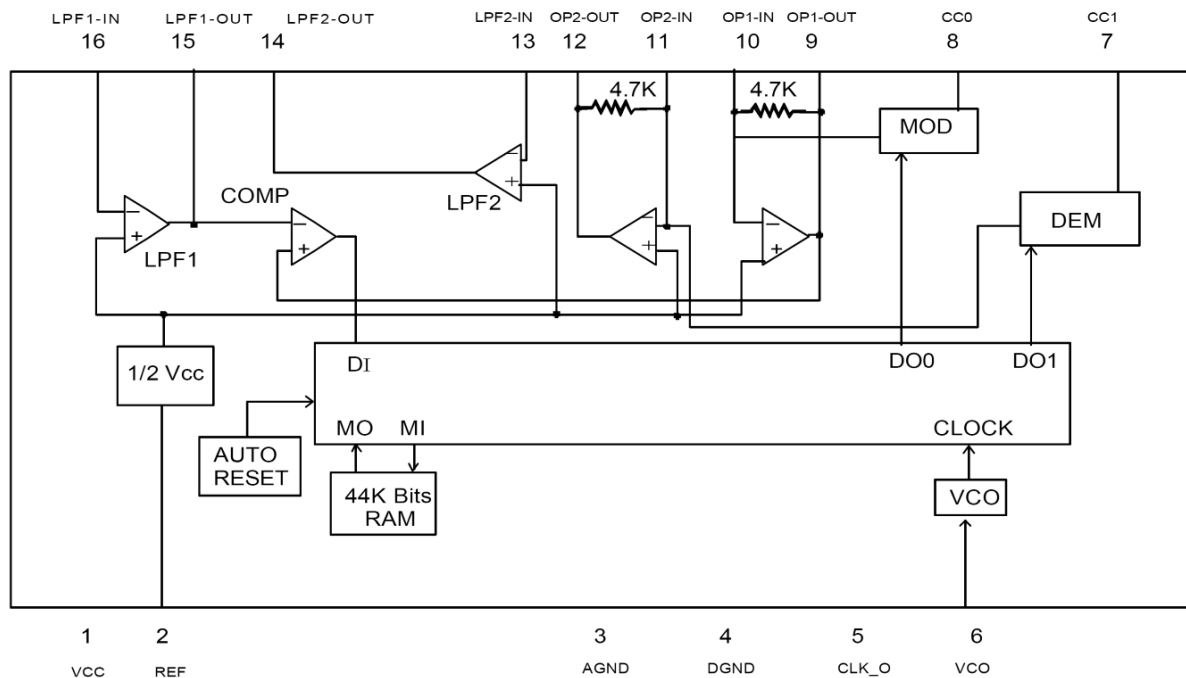 LPF1-IN LPF1-OUT LPF2-OUT LPF2-IN OP2-OUT OP2-IN OP1-IN OP1-OUT CC0 CC1
16 15 14 13 12 11 10 9 8 7
4.7K 4.7K
MOD
COMP
LPF2
DEM
LPF1
- + - + - + - + - +
1/2 Vcc
DI DO0 DO1
MO MI CLOCK
AUTO
RESET
44K Bits
RAM
VCO
1 2 3 4 5 6
VCC REF AGND DGND CLK_O VCO